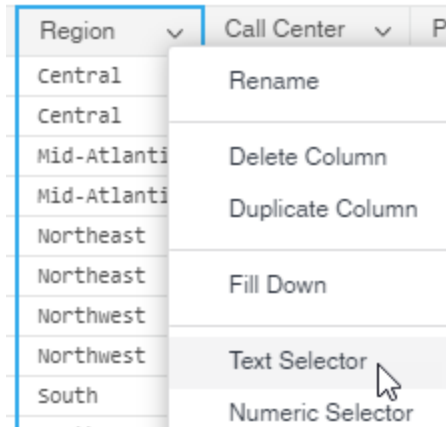 Region Call Center P
Central
Rename
Central
Mid-Atlanti
Delete Column
Mid-Atlanti
Duplicate Column
Northeast
Northeast
Fill Down
Northwest
Northwest
Text Selector
South
Numeric Selector